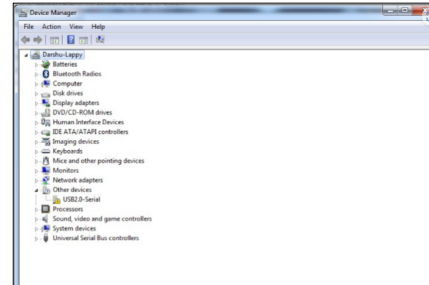 Device Manager
File Action View Help
Darshu-Lappy
Batteries
Bluetooth Radios
Computer
Disk drives
Display adapters
DVD/CD-ROM drives
Human Interface Devices
IDE ATA/ATAPI controllers
Imaging devices
Keyboards
Mice and other pointing devices
Monitors
Network adapters
Other devices
USB2.0-Serial
Processors
Sound, video and game controllers
System devices
Universal Serial Bus controllers